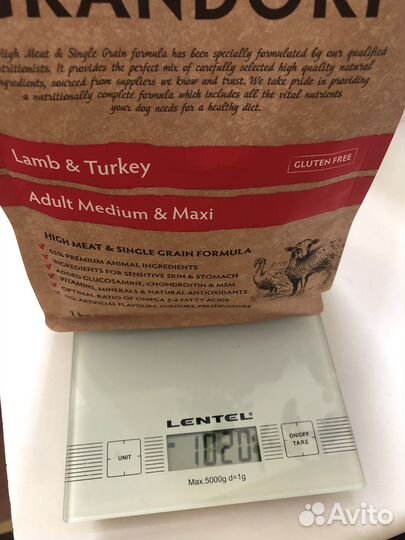 GRANDORF
High Meat & Single Grain formula has been specially formulated by our qualified
nutritionists. It provides the perfect mix of carefully selected high quality natural
ingredients, sourced from suppliers we know and trust. We take pride in providing
a nutritionally complete formula which includes all the vital nutrients
your dog needs for a healthy diet.
Lamb & Turkey
GLUTEN FREE
Adult Medium & Maxi
HIGH MEAT & SINGLE GRAIN FORMULA
65% PREMIUM ANIMAL INGREDIENTS
INGREDIENTS FOR SENSITIVE SKIN & STOMACH
ADDED GLUCOSAMINE, CHONDROITIN & MSM
VITAMINS, MINERALS & NATURAL ANTIOXIDANTS
OPTIMAL RATIO OF OMEGA 3-6 FATTY ACIDS
NO: ARTIFICIAL FLAVOURS, COLOURS, PRESERVATIVES
1
LENTEL
UNIT
1020
ON/OFF
TARE
Max.5000g d=1g
Avito